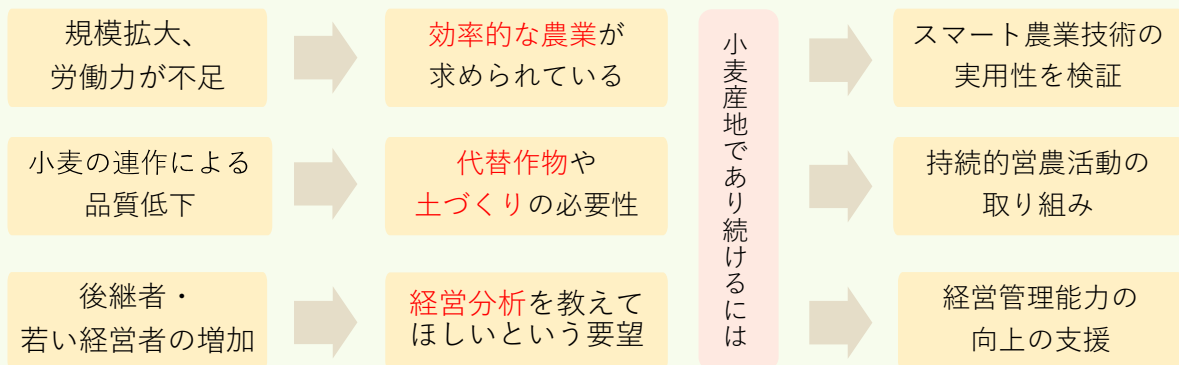 規模拡大、
労働力が不足
効率的な農業が
求められている
小麦の連作による
品質低下
代替作物や
土づくりの必要性
後継者・
若い経営者の増加
経営分析を教えて
ほしいという要望
小麦産地であり続けるには
スマート農業技術の
実用性を検証
持続的営農活動の
取り組み
経営管理能力の
向上の支援